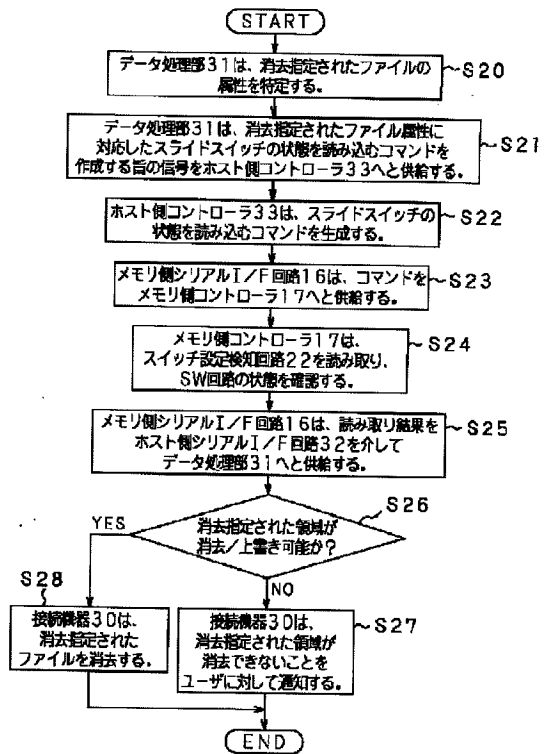 START
データ処理部31は、消去指定されたファイルの
属性を特定する。
S20
データ処理部31は、消去指定されたファイル属性に
対応したスライドスイッチの状態を読み込むコマンドを
作成する旨の信号をホスト側コントローラ33へと供給する。
S21
ホスト側コントローラ33は、スライドスイッチの
状態を読み込むコマンドを生成する。
S22
メモリ側シリアルI/F回路16は、コマンドを
メモリ側コントローラ17へと供給する。
S23
メモリ側コントローラ17は、
スイッチ設定検知回路22を読み取り、
SW回路の状態を確認する。
S24
メモリ側シリアルI/F回路16は、読み取り結果を
ホスト側シリアルI/F回路32を介して
データ処理部31へと供給する。
S25
消去指定された領域が
消去/上書き可能か?
S26
YES
NO
S28
接続機器30は、
消去指定された
ファイルを消去する。
接続機器30は、
消去指定された領域が
消去できないことを
ユーザに対して通知する。
S27
END